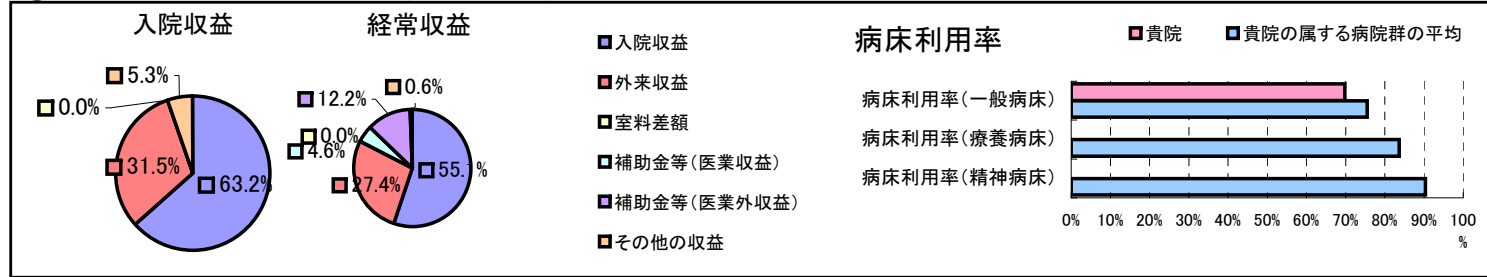 入院収益
5.3%
0.0%
31.5%
63.2%
経常収益
0.6%
12.2%
0.0%
4.6%
27.4%
入院収益
外来収益
室料差額
補助金等(医業収益)
補助金等(医業外収益)
その他の収益
病床利用率
貴院 貴院の属する病院群の平均
病床利用率(一般病床)
病床利用率(療養病床)
病床利用率(精神病床)
0% 10% 20% 30% 40% 50% 60% 70% 80% 90% 100
%